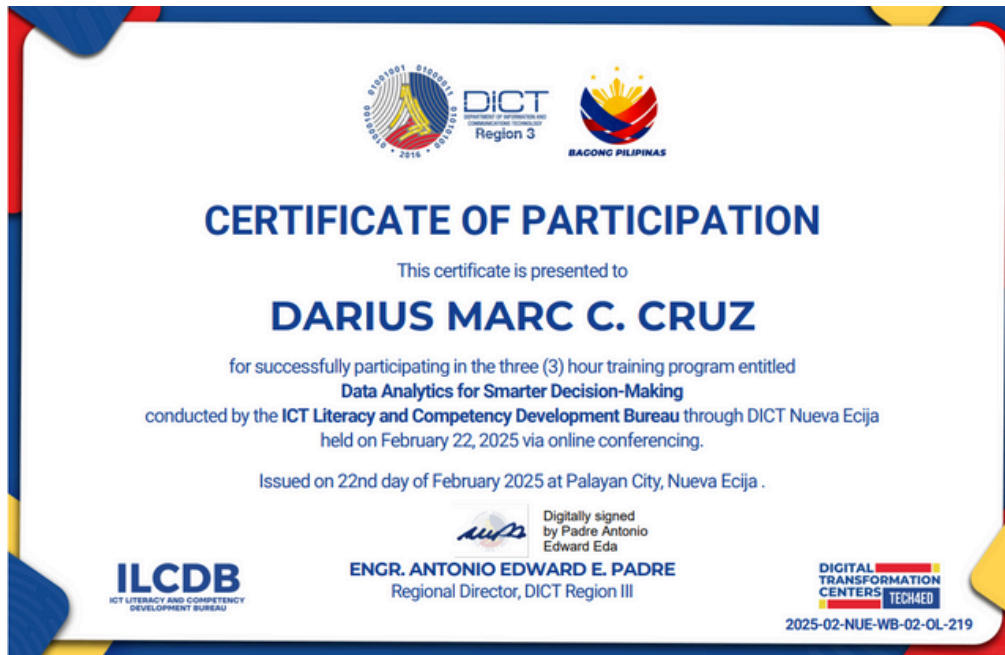 01000100 01001001 01000011 01010100
• 2016 •
DICT
DEPARTMENT OF INFORMATION AND
COMMUNICATIONS TECHNOLOGY
Region 3
BAGONG PILIPINAS
CERTIFICATE OF PARTICIPATION
This certificate is presented to
DARIUS MARC C. CRUZ
for successfully participating in the three (3) hour training program entitled
Data Analytics for Smarter Decision-Making
conducted by the ICT Literacy and Competency Development Bureau through DICT Nueva Ecija
held on February 22, 2025 via online conferencing.
Issued on 22nd day of February 2025 at Palayan City, Nueva Ecija .
Digitally signed
by Padre Antonio
Edward Eda
ENGR. ANTONIO EDWARD E. PADRE
Regional Director, DICT Region III
ILCDB
ICT LITERACY AND COMPETENCY
DEVELOPMENT BUREAU
DIGITAL
TRANSFORMATION
CENTERS TECH4ED
2025-02-NUE-WB-02-OL-219